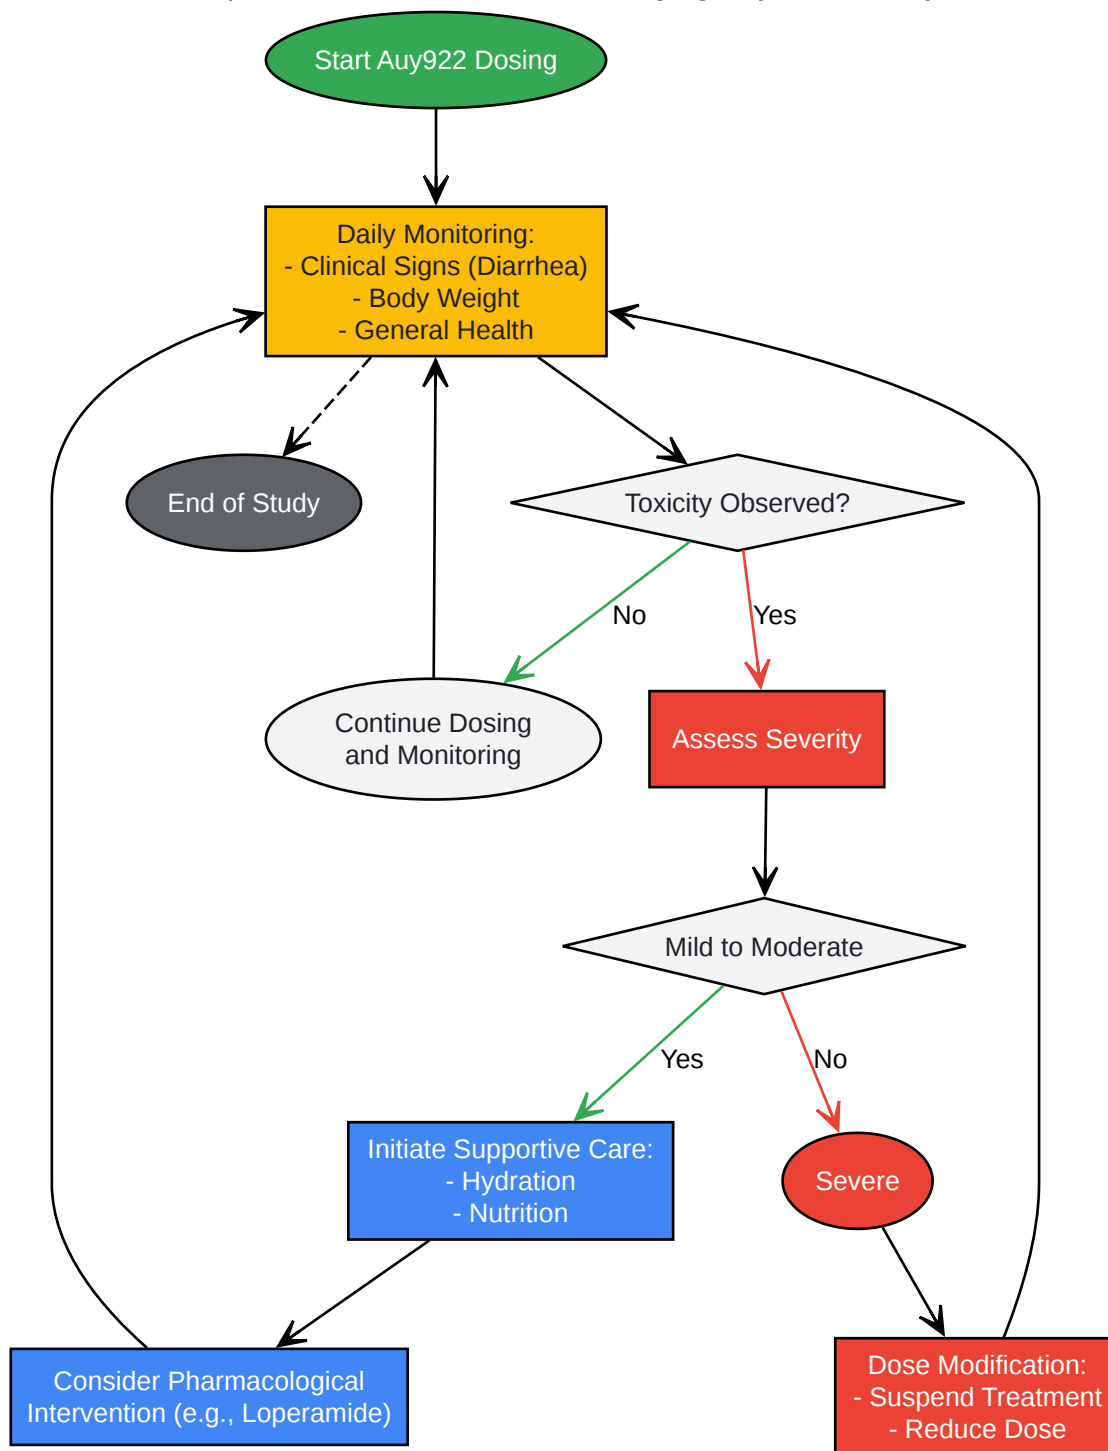 Start Auy922 Dosing
Daily Monitoring:
- Clinical Signs (Diarrhea)
- Body Weight
- General Health
End of Study
Toxicity Observed?
No
Yes
Continue Dosing
and Monitoring
Assess Severity
Mild to Moderate
Yes
No
Initiate Supportive Care:
- Hydration
- Nutrition
Severe
Consider Pharmacological
Intervention (e.g., Loperamide)
Dose Modification:
- Suspend Treatment
- Reduce Dose